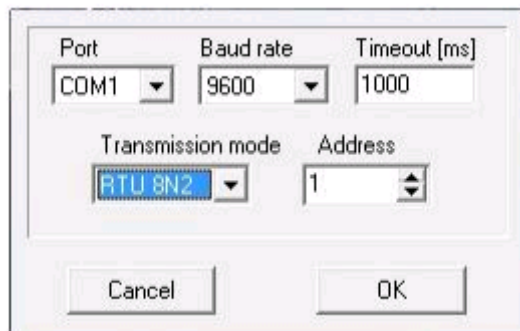 Port Baud rate Timeout [ms]
COM1 9600 1000
Transmission mode Address
RTU 8N2 1
Cancel OK